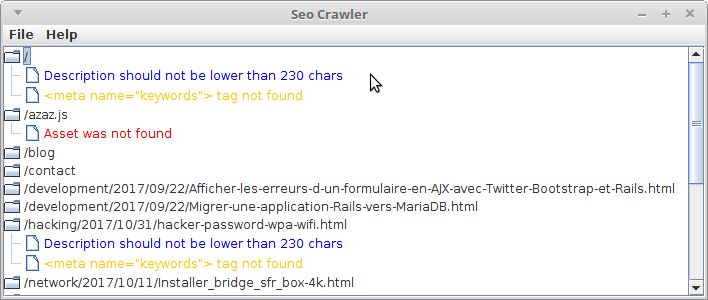 Seo Crawler
File Help
/
Description should not be lower than 230 chars
<meta name="keywords"> tag not found
/azaz.js
Asset was not found
/blog
/contact
/development/2017/09/22/Afficher-les-erreurs-d-un-formulaire-en-AJX-avec-Twitter-Bootstrap-et-Rails.html
/development/2017/09/22/Migrer-une-application-Rails-vers-MariaDB.html
/hacking/2017/10/31/hacker-password-wpa-wifi.html
Description should not be lower than 230 chars
<meta name="keywords"> tag not found
/network/2017/10/11/Installer_bridge_sfr_box-4k.html